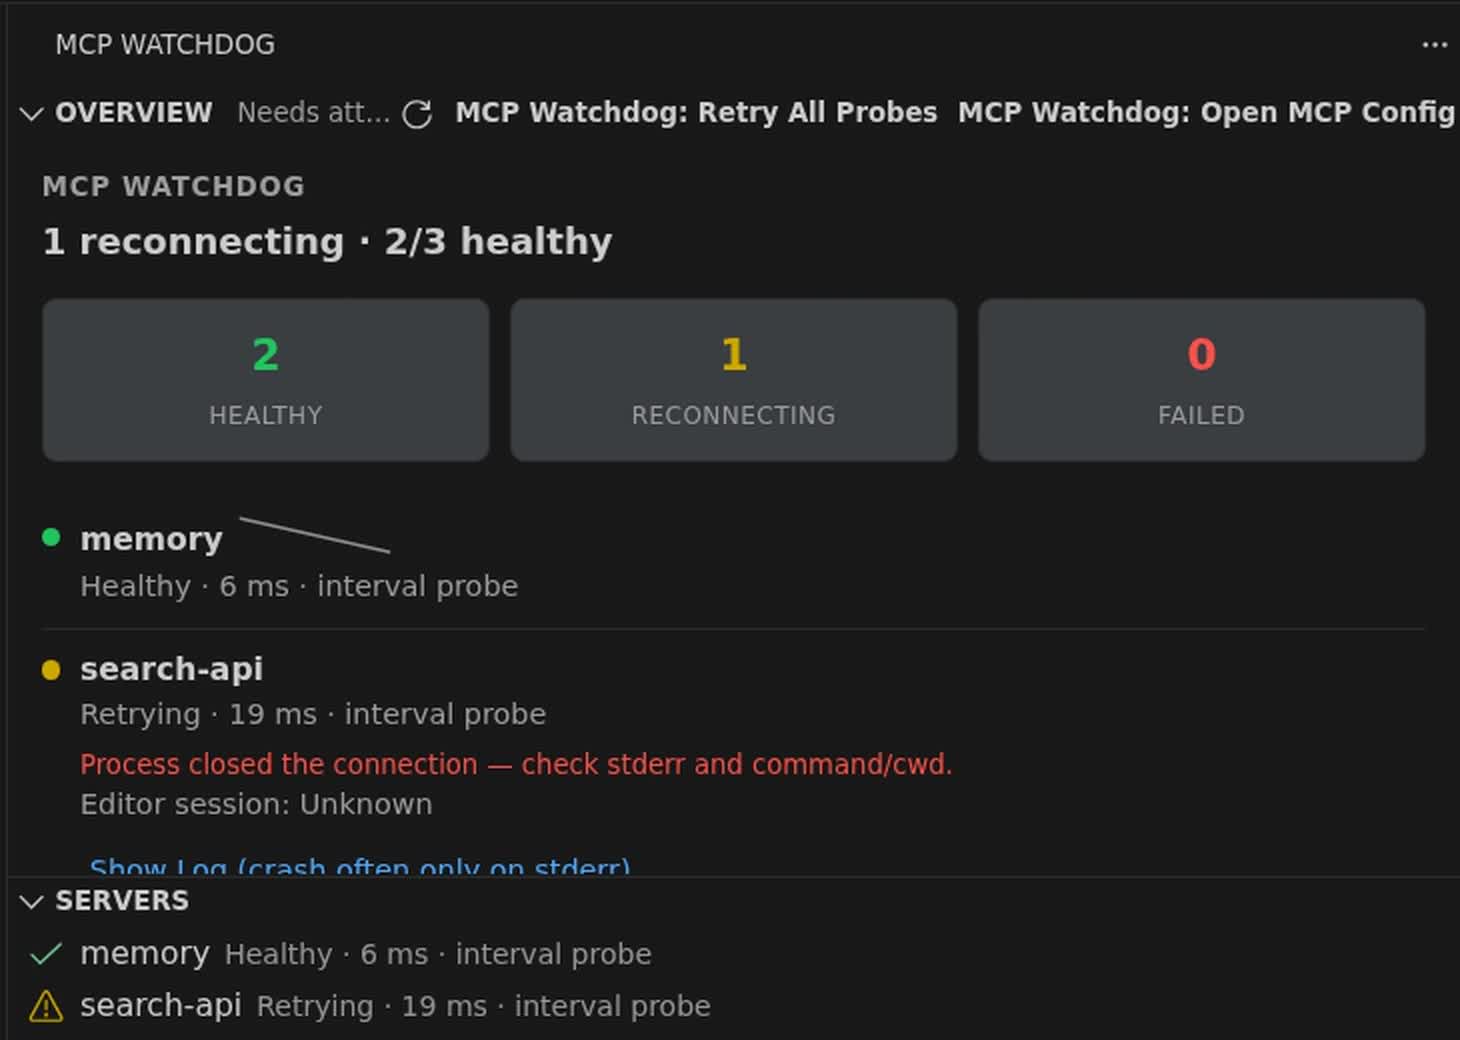 MCP WATCHDOG
OVERVIEW Needs att... MCP Watchdog: Retry All Probes MCP Watchdog: Open MCP Config
MCP WATCHDOG
1 reconnecting · 2/3 healthy
2 1 0
HEALTHY RECONNECTING FAILED
memory
Healthy · 6 ms · interval probe
search-api
Retrying · 19 ms · interval probe
Process closed the connection — check stderr and command/cwd.
Editor session: Unknown
Show Log (crash often only on stderr)
SERVERS
memory Healthy · 6 ms · interval probe
search-api Retrying · 19 ms · interval probe